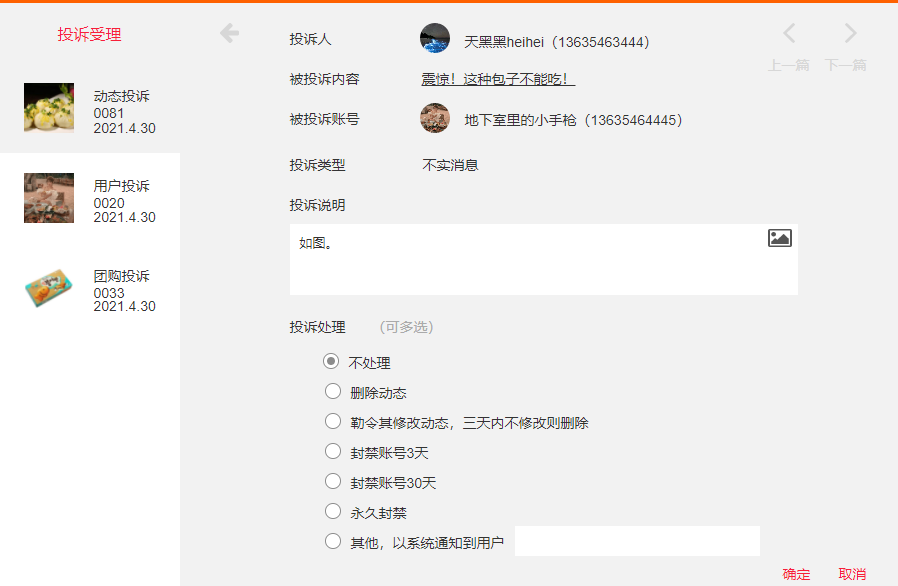 投诉受理
动态投诉
0081
2021.4.30
用户投诉
0020
2021.4.30
团购投诉
0033
2021.4.30
上一篇 下一篇
投诉人 天黑黑heihei（13635463444）
被投诉内容 震惊！这种包子不能吃！
被投诉账号 地下室里的小手枪（13635464445）
投诉类型 不实消息
投诉说明
如图。
投诉处理 （可多选）
不处理
删除动态
勒令其修改动态，三天内不修改则删除
封禁账号3天
封禁账号30天
永久封禁
其他，以系统通知到用户
确定 取消